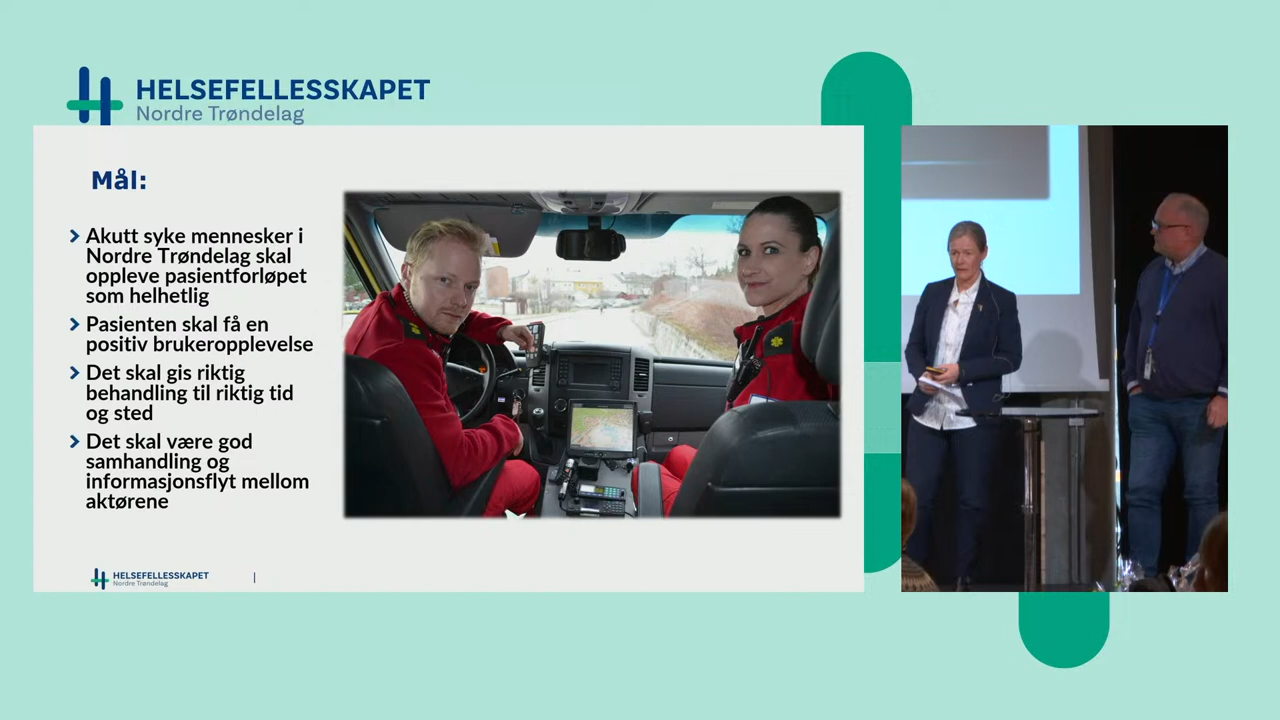 HELSEFELLESSKAPET
Nordre Trøndelag
Mål:
Akutt syke mennesker i
Nordre Trøndelag skal
oppleve pasientforløpet
som helhetlig
Pasienten skal få en
positiv brukeropplevelse
Det skal gis riktig
behandling til riktig tid
og sted
Det skal være god
samhandling og
informasjonsflyt mellom
aktørene
HELSEFELLESSKAPET
Nordre Trøndelag